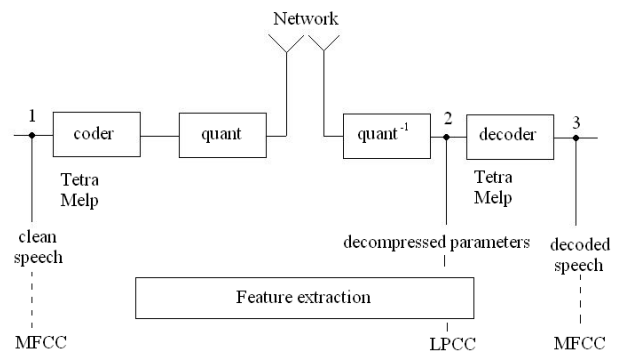 Network
1
coder
quant
quant-1
2
decoder
3
Tetra
Melp
Tetra
Melp
clean
speech
decompressed parameters
decoded
speech
Feature extraction
MFCC
LPCC
MFCC